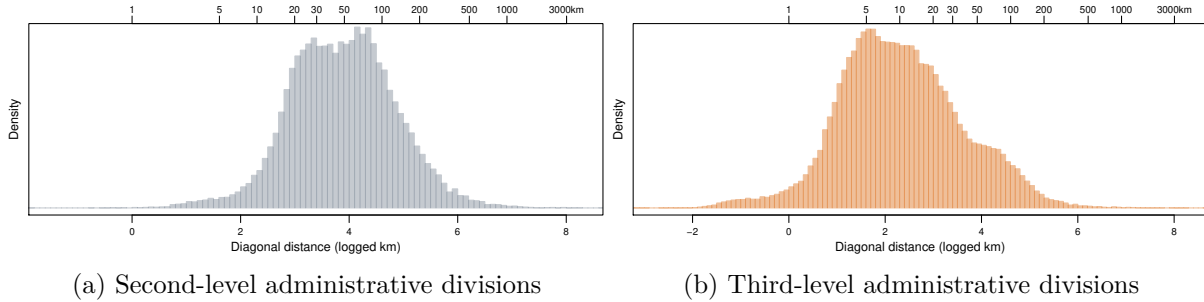 1 5 10 20 30 50 100 200 500 1000 3000km
Density
0 2 4 6 8
Diagonal distance (logged km)
(a) Second-level administrative divisions
1 5 10 20 30 50 100 200 500 1000 3000km
Density
−2 0 2 4 6 8
Diagonal distance (logged km)
(b) Third-level administrative divisions